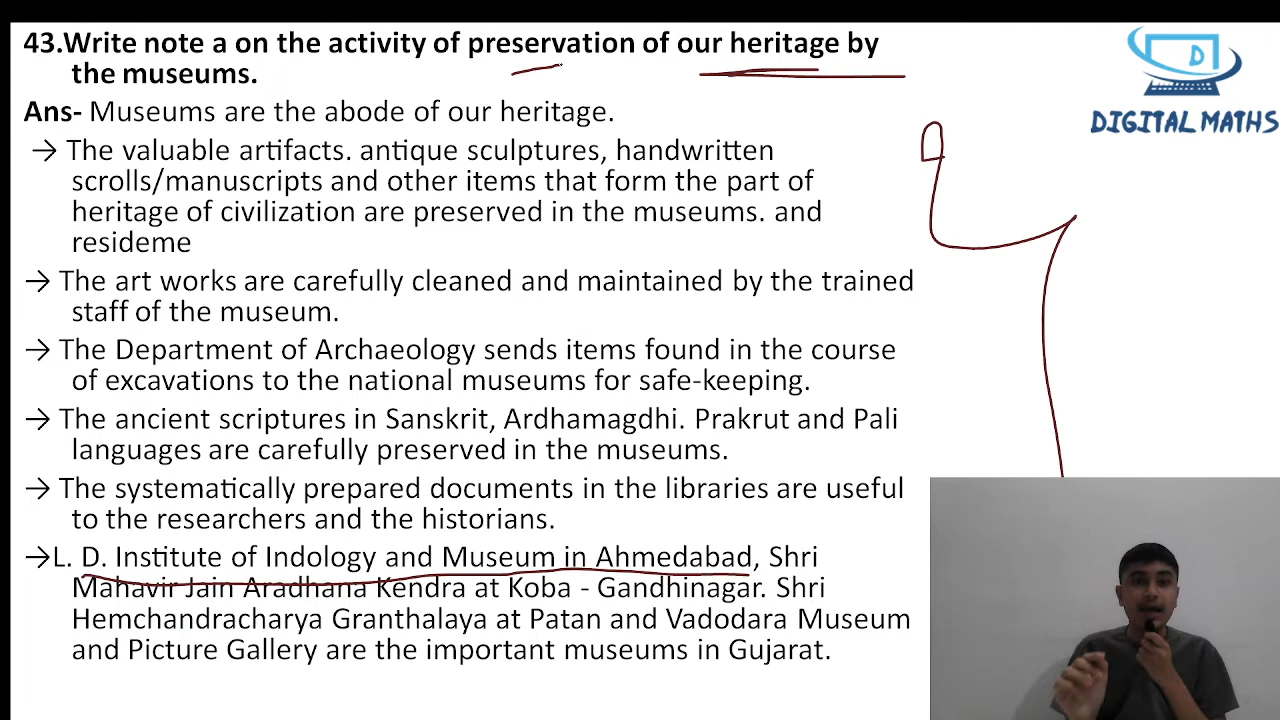 43.Write note a on the activity of preservation of our heritage by
the museums.
Ans- Museums are the abode of our heritage.
→ The valuable artifacts. antique sculptures, handwritten
scrolls/manuscripts and other items that form the part of
heritage of civilization are preserved in the museums. and
resideme
→ The art works are carefully cleaned and maintained by the trained
staff of the museum.
→ The Department of Archaeology sends items found in the course
of excavations to the national museums for safe-keeping.
→ The ancient scriptures in Sanskrit, Ardhamagdhi. Prakrut and Pali
languages are carefully preserved in the museums.
→ The systematically prepared documents in the libraries are useful
to the researchers and the historians.
→L. D. Institute of Indology and Museum in Ahmedabad, Shri
Mahavir Jain Aradhana Kendra at Koba - Gandhinagar. Shri
Hemchandracharya Granthalaya at Patan and Vadodara Museum
and Picture Gallery are the important museums in Gujarat.
D
DIGITAL MATHS